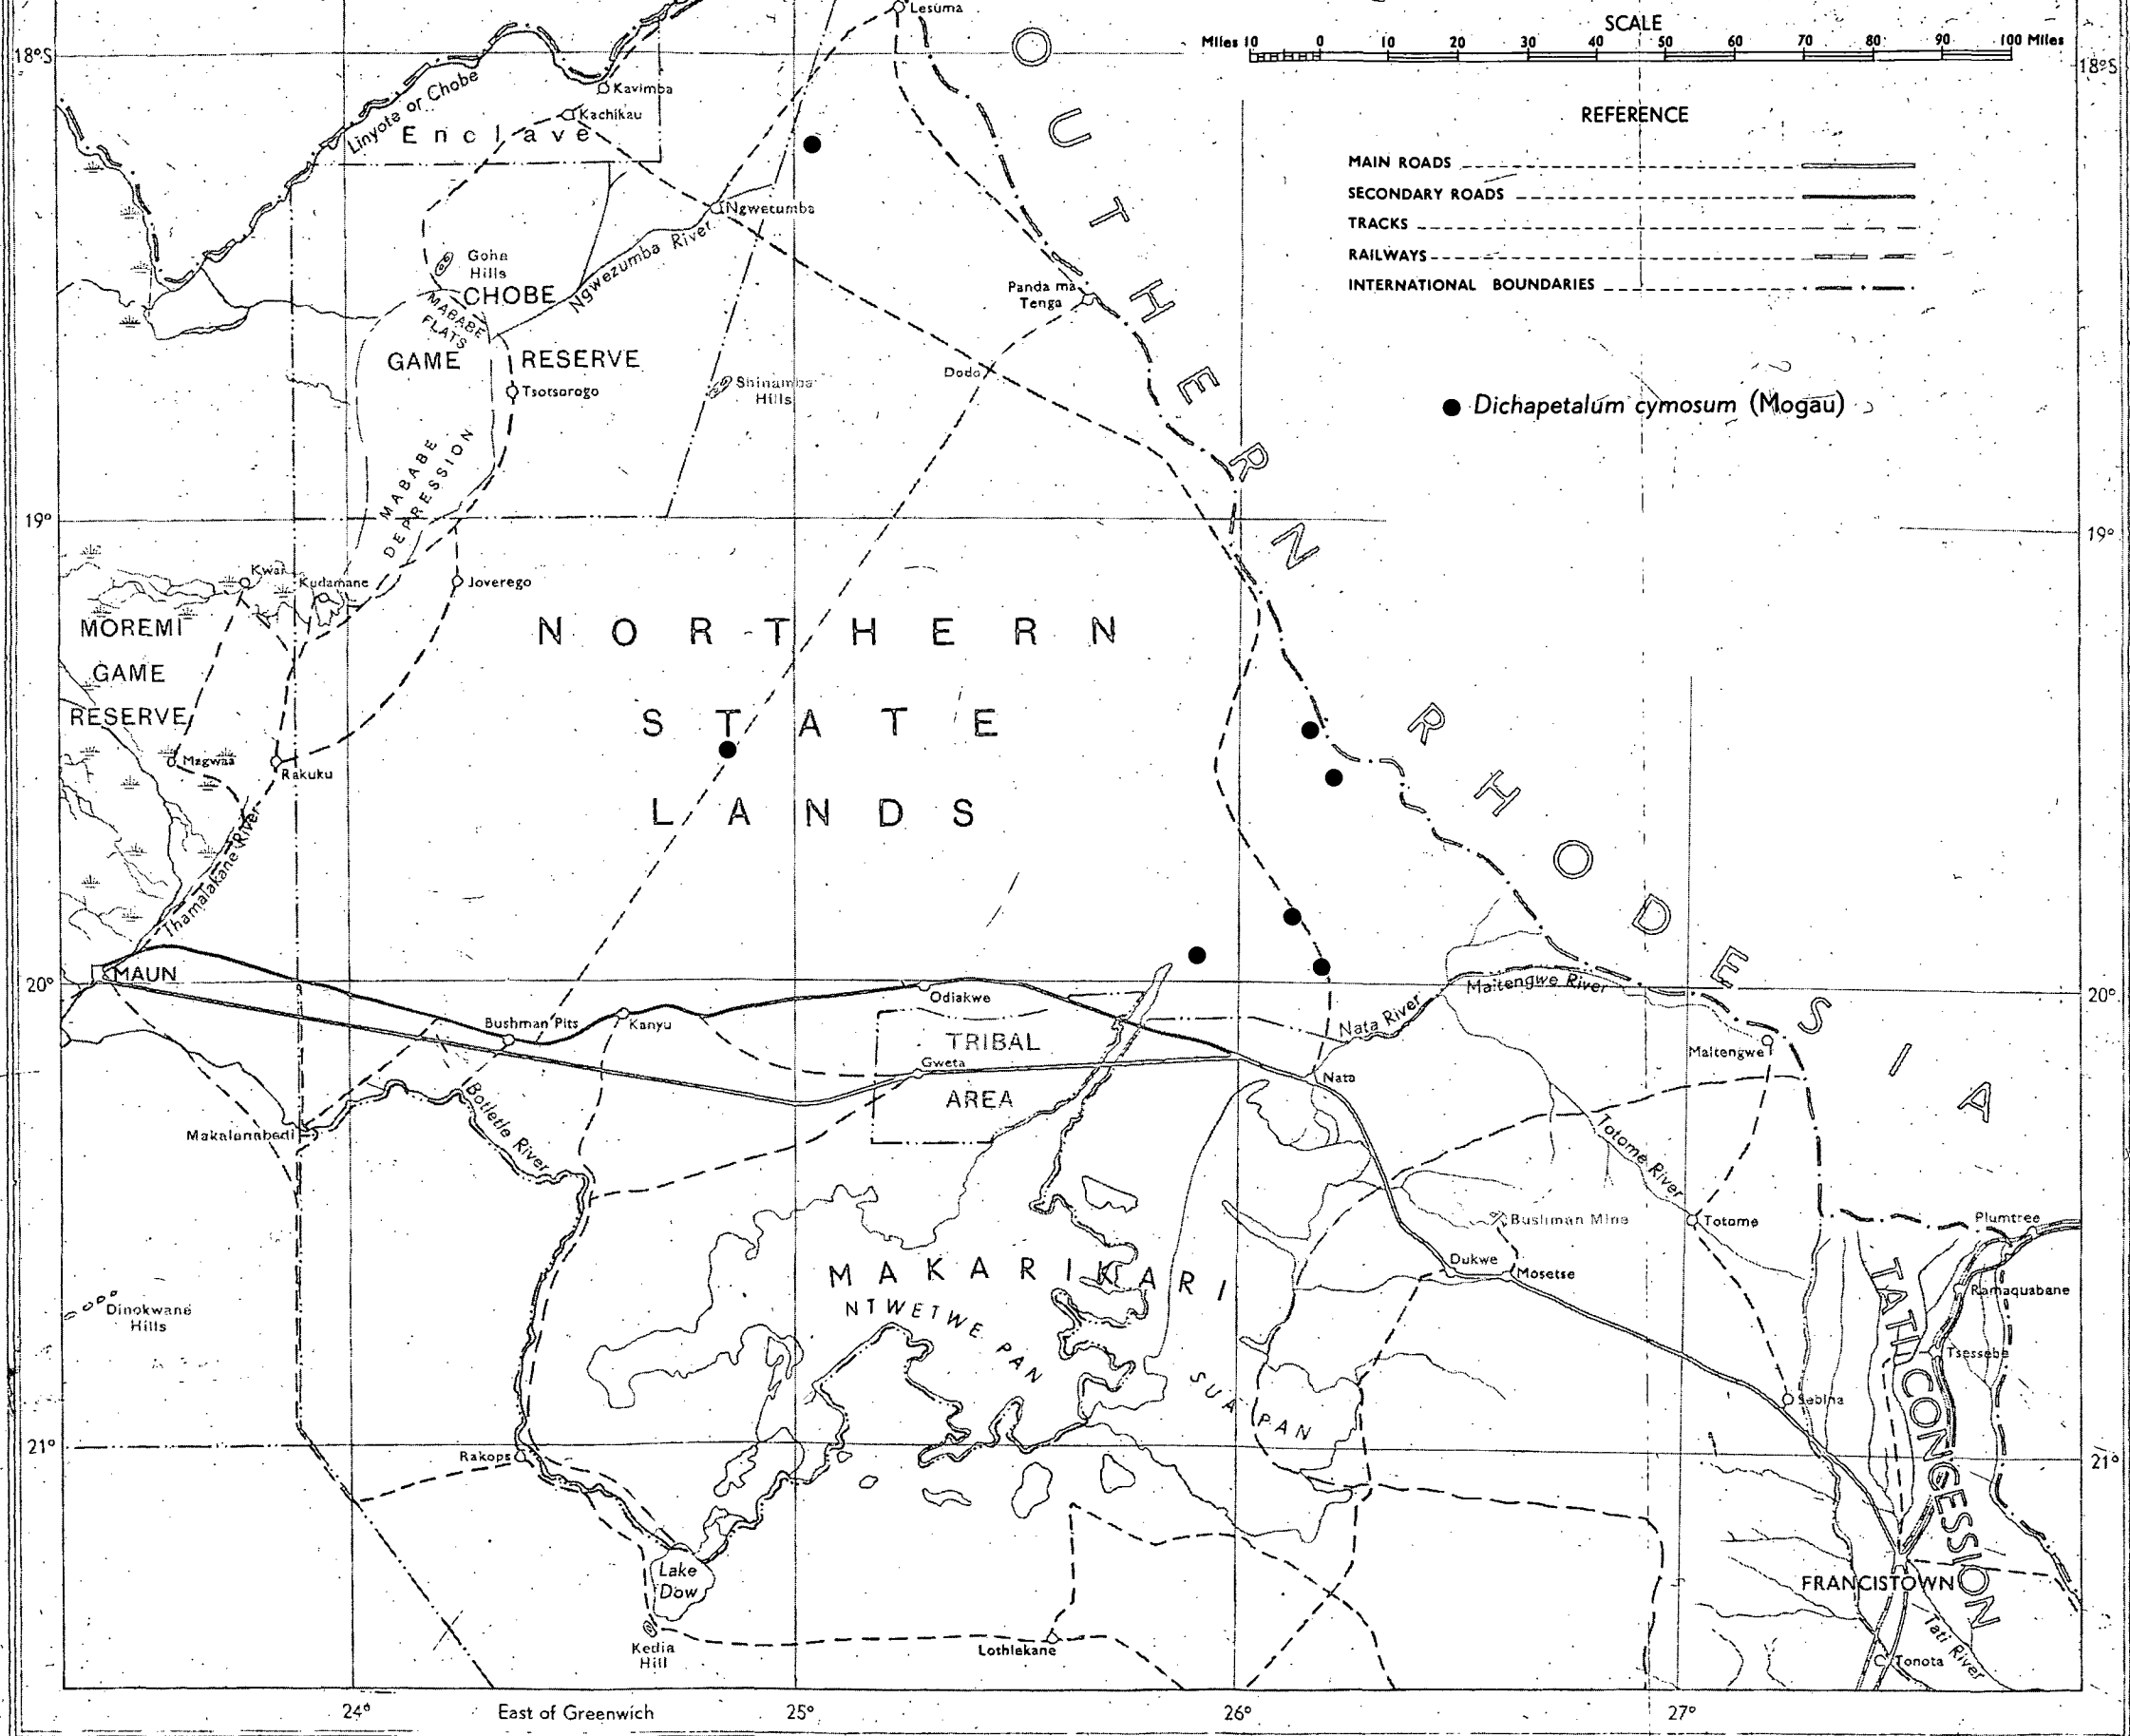 Lesuma
SCALE
Miles 10 0 10 20 30 40 50 60 70 80 90 100 Miles
18°S
18°S
Linyote or Chobe
Kavimba
Kachikau
Enclave
REFERENCE
MAIN ROADS
SECONDARY ROADS
TRACKS
RAILWAYS
INTERNATIONAL BOUNDARIES
Ngwetumba
Ngwezumba River
Goha
Hills
CHOBE
MABABE
FLATS
GAME RESERVE
Tsotsorogo
Shinamba
Hills
Panda ma
Tenga
Dodo
Dichapetalum cymosum (Mogau)
SOUTHERN RHODESIA
MABABE
DEPRESSION
19°
19°
Kwai
Kudamane
Joverego
MOREMI
GAME
RESERVE
NORTHERN
STATE
LANDS
Magwaa
Rakuku
Thamalakane River
MAUN
20°
20°
Odiakwe
Bushman Pits
Kanyu
TRIBAL
AREA
Gweta
Nata River
Maitengwe River
Maitengwe
Nata
Makalanabedi
Botletle River
Totome River
Totome
Bushman Mine
Plumtree
Dukwe
Mosetse
MAKARIKARI
NTWETWE PAN
SUA PAN
Dinokwane
Hills
Ramaquabane
TATI CONCESSION
Tsessebe
Sebina
21°
21°
Rakops
Lake
Dow
Kedia
Hill
Lothlekane
FRANCISTOWN
Tati River
Tonota
24° East of Greenwich 25° 26° 27°